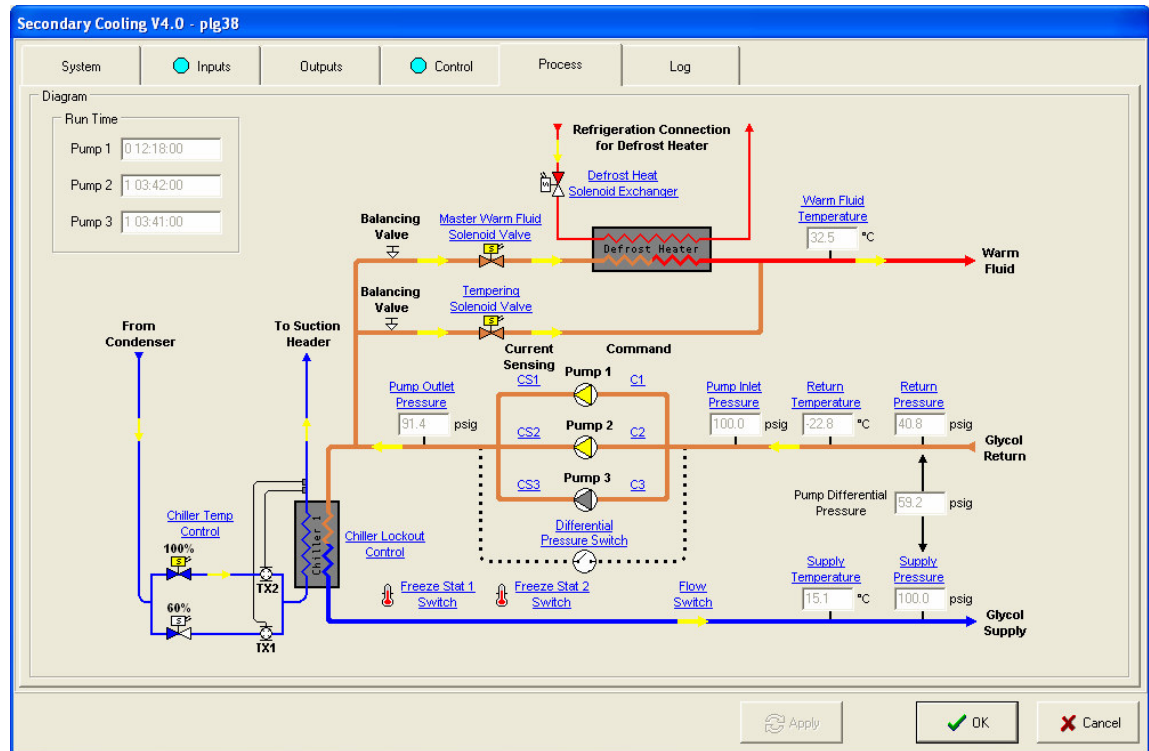 Secondary Cooling V4.0 - plg38
System
Inputs
Outputs
Control
Process
Log
Diagram
Run Time
Pump 1
0 12:18:00
Pump 2
1 03:42:00
Pump 3
1 03:41:00
Refrigeration Connection
for Defrost Heater
Defrost Heat
Solenoid Exchanger
S
Balancing
Valve
Master Warm Fluid
Solenoid Valve
S
Defrost Heater
Warm Fluid
Temperature
32.5 °C
Warm
Fluid
Balancing
Valve
Tempering
Solenoid Valve
S
From
Condenser
To Suction
Header
Current
Sensing
Command
CS1
Pump 1
C1
CS2
Pump 2
C2
CS3
Pump 3
C3
Pump Outlet
Pressure
91.4 psig
Pump Inlet
Pressure
100.0 psig
Return
Temperature
-22.8 °C
Return
Pressure
40.8 psig
Glycol
Return
Pump Differential
Pressure
59.2 psig
Differential
Pressure Switch
Chiller Temp
Control
100%
S
60%
S
TX2
TX1
Chiller 1
Chiller Lockout
Control
Freeze Stat 1
Switch
Freeze Stat 2
Switch
Flow
Switch
Supply
Temperature
15.1 °C
Supply
Pressure
100.0 psig
Glycol
Supply
Apply
OK
Cancel